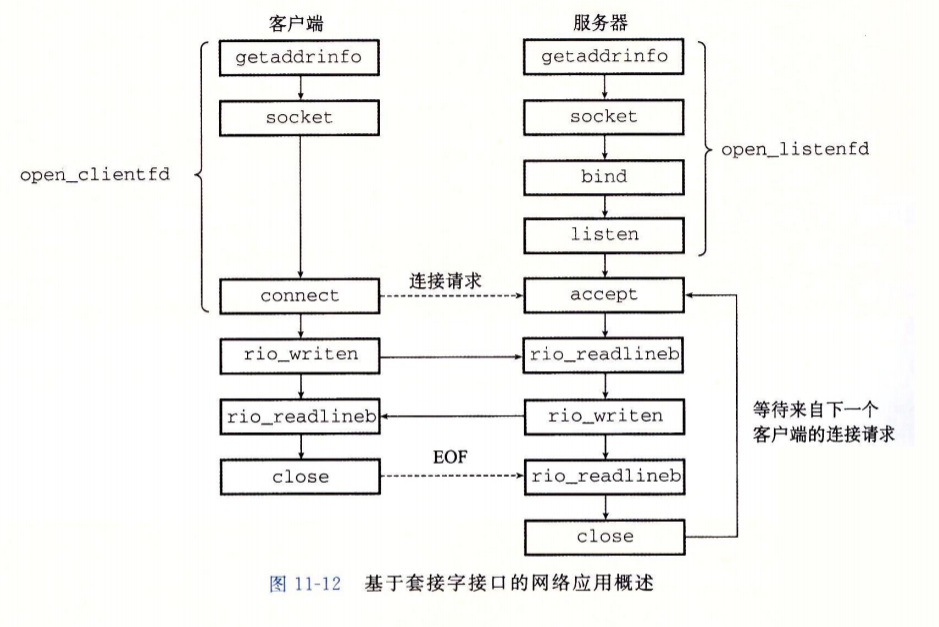 客户端
服务器
getaddrinfo
getaddrinfo
socket
socket
open_clientfd
open_listenfd
bind
listen
连接请求
connect
accept
rio_writen
rio_readlineb
rio_readlineb
rio_writen
等待来自下一个
客户端的连接请求
EOF
close
rio_readlineb
close
图 11-12 基于套接字接口的网络应用概述